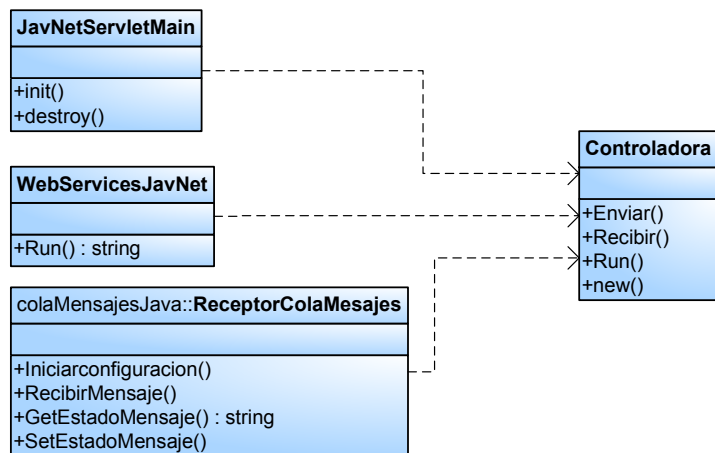 JavNetServletMain
+init()
+destroy()
WebServicesJavNet
+Run() : string
colaMensajesJava::ReceptorColaMesajes
+Iniciarconfiguracion()
+RecibirMensaje()
+GetEstadoMensaje() : string
+SetEstadoMensaje()
Controladora
+Enviar()
+Recibir()
+Run()
+new()